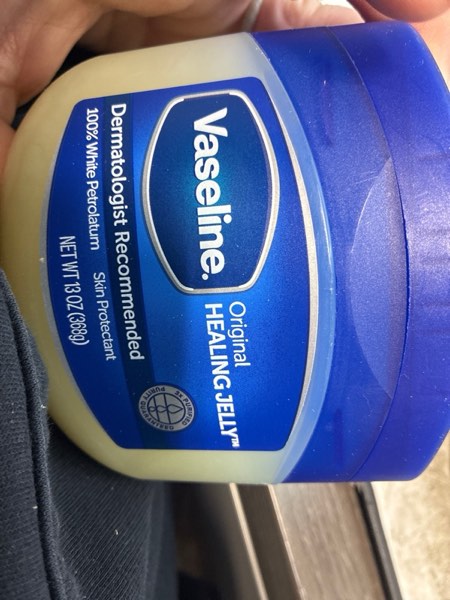 Vaseline.
Original
HEALING JELLY™
Dermatologist Recommended
100% White Petrolatum Skin Protectant
NET WT 13 OZ (368g)